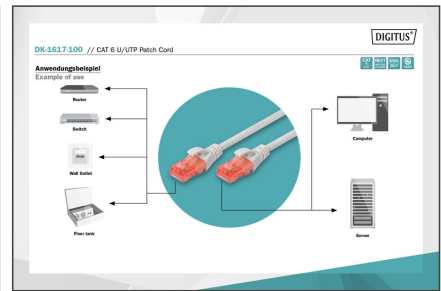 DIGITUS®
DK-1617-100 // CAT 6 U/UTP Patch Cord
Anwendungsbeispiel
Example of use
Router
Switch
Wall Outlet
Floor tank
Computer
Server